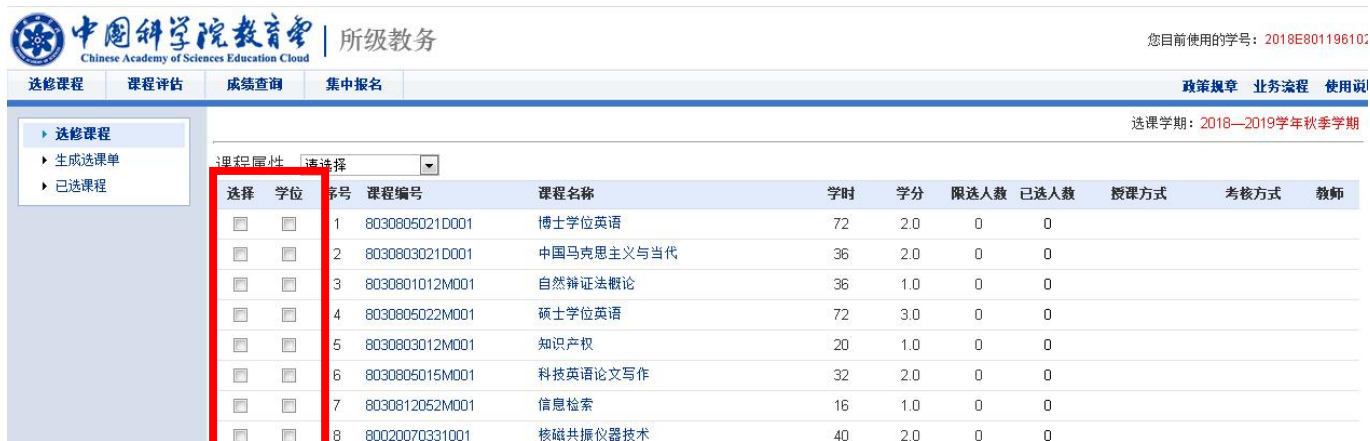 中国科学院教育云 | 所级教务
Chinese Academy of Sciences Education Cloud
您目前使用的学号：2018E801196102
选修课程 课程评估 成绩查询 集中报名 政策规章 业务流程 使用说
选课学期：2018—2019学年秋季学期
选修课程
生成选课单
已选课程
课程属性 请选择
选择 学位 序号 课程编号 课程名称 学时 学分 限选人数 已选人数 授课方式 考核方式 教师
1 8030805021D001 博士学位英语 72 2.0 0 0
2 8030803021D001 中国马克思主义与当代 36 2.0 0 0
3 8030801012M001 自然辩证法概论 36 1.0 0 0
4 8030805022M001 硕士学位英语 72 3.0 0 0
5 8030803012M001 知识产权 20 1.0 0 0
6 8030805015M001 科技英语论文写作 32 2.0 0 0
7 8030812052M001 信息检索 16 1.0 0 0
8 80020070331001 核磁共振仪器技术 40 2.0 0 0